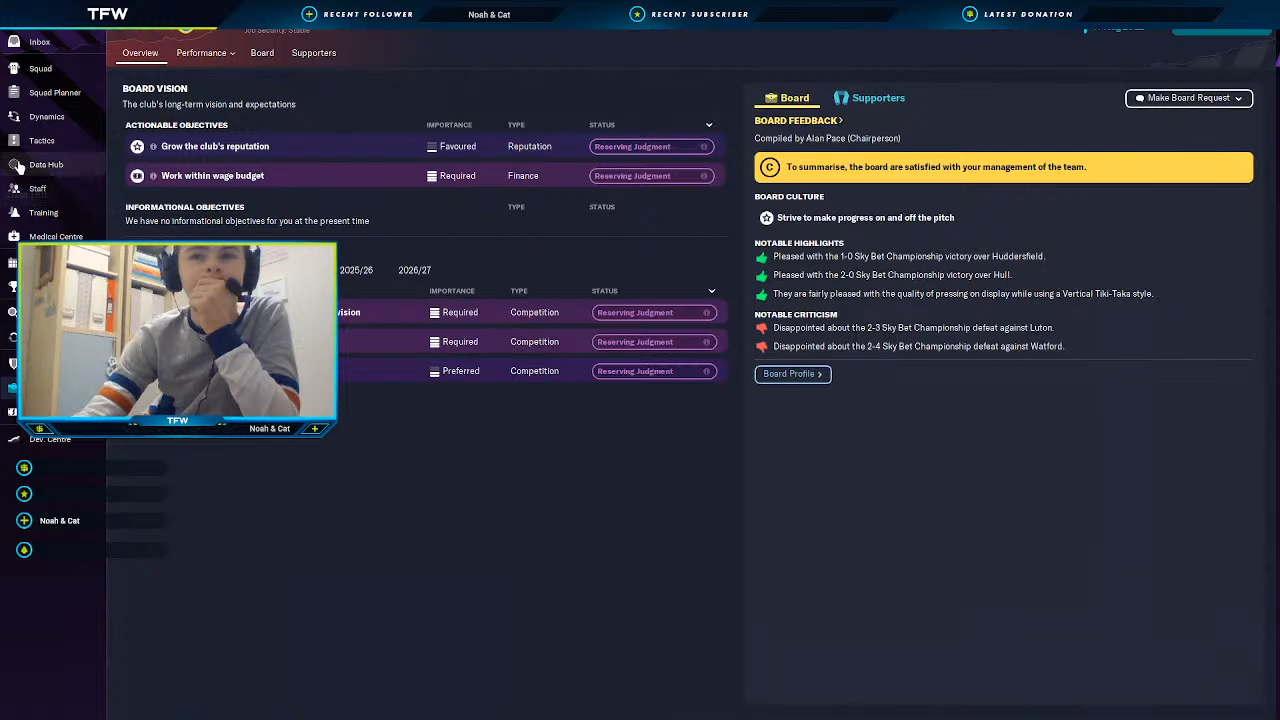 TFW
RECENT FOLLOWER
Noah & Cat
RECENT SUBSCRIBER
LATEST DONATION
Job Security: Stable
Inbox
Squad
Squad Planner
Dynamics
Tactics
Data Hub
Staff
Training
Medical Centre
Dev. Centre
Overview
Performance
Board
Supporters
BOARD VISION
The club's long-term vision and expectations
ACTIONABLE OBJECTIVES IMPORTANCE TYPE STATUS
Grow the club's reputation Favoured Reputation Reserving Judgment
Work within wage budget Required Finance Reserving Judgment
INFORMATIONAL OBJECTIVES TYPE STATUS
We have no informational objectives for you at the present time
2025/26 2026/27
IMPORTANCE TYPE STATUS
Required Competition Reserving Judgment
Required Competition Reserving Judgment
Preferred Competition Reserving Judgment
TFW
Noah & Cat
Noah & Cat
Board Supporters Make Board Request
BOARD FEEDBACK >
Compiled by Alan Pace (Chairperson)
C To summarise, the board are satisfied with your management of the team.
BOARD CULTURE
Strive to make progress on and off the pitch
NOTABLE HIGHLIGHTS
Pleased with the 1-0 Sky Bet Championship victory over Huddersfield.
Pleased with the 2-0 Sky Bet Championship victory over Hull.
They are fairly pleased with the quality of pressing on display while using a Vertical Tiki-Taka style.
NOTABLE CRITICISM
Disappointed about the 2-3 Sky Bet Championship defeat against Luton.
Disappointed about the 2-4 Sky Bet Championship defeat against Watford.
Board Profile >